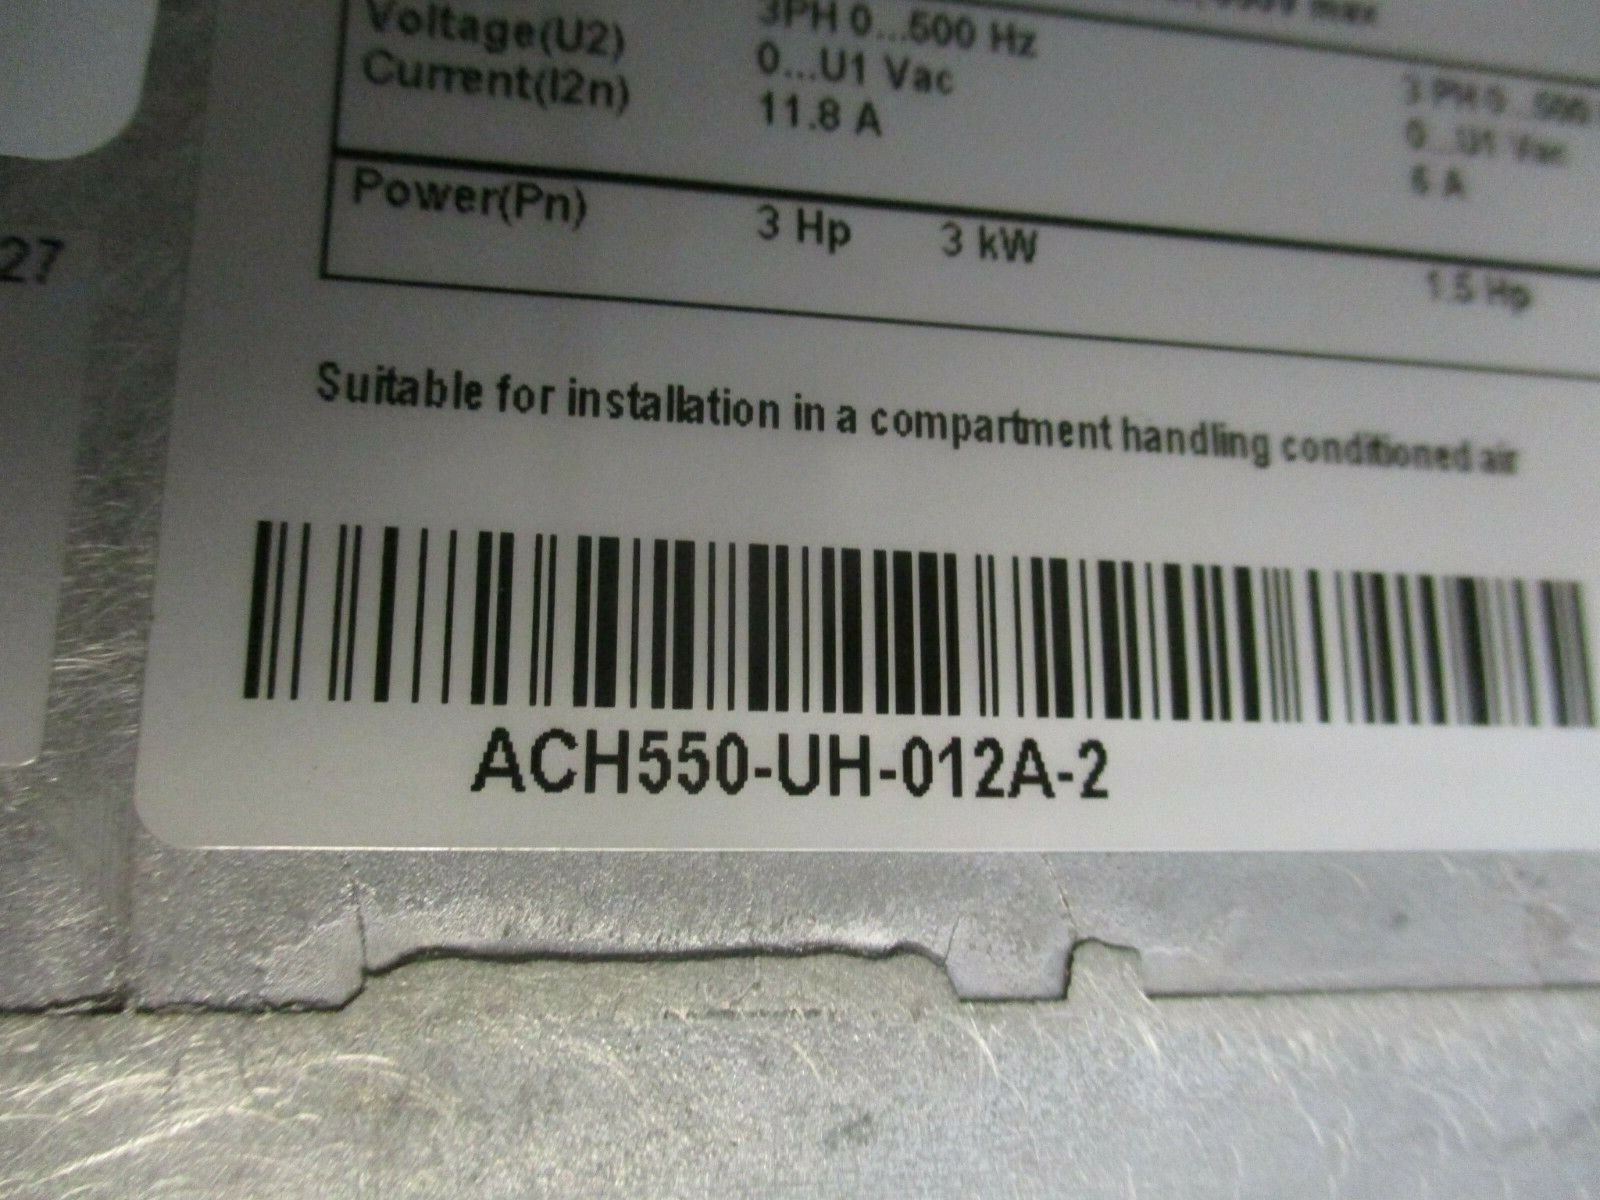 max
Voltage(U2) 3PH 0...500 Hz
Current(I2n) 0...U1 Vac 3 PH 0...500
11.8 A 0...U1 Vac
6 A
Power(Pn) 3 Hp 3 kW 1.5 Hp
27
Suitable for installation in a compartment handling conditioned air
ACH550-UH-012A-2